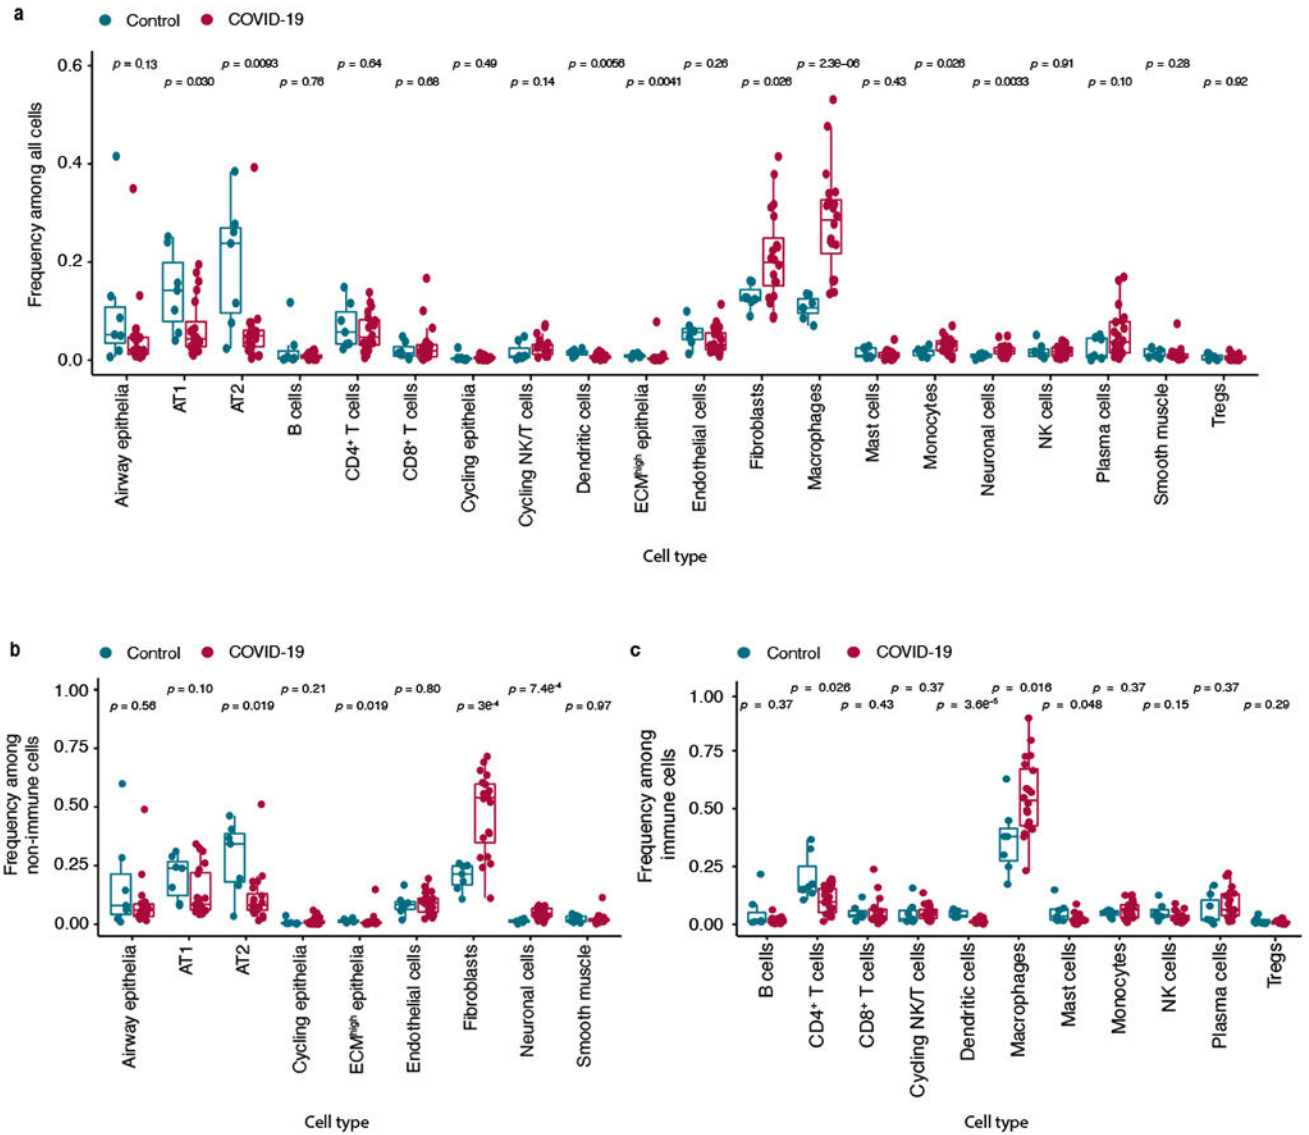 a
Control COVID-19
Frequency among all cells
0.6
0.4
0.2
0.0
p = 0.13 p = 0.0093 p = 0.64 p = 0.49 p = 0.0056 p = 0.26 p = 2.3e-06 p = 0.026 p = 0.91 p = 0.28
p = 0.030 p = 0.76 p = 0.68 p = 0.14 p = 0.0041 p = 0.026 p = 0.43 p = 0.0033 p = 0.10 p = 0.92
Airway epithelia
AT1
AT2
B cells
CD4+ T cells
CD8+ T cells
Cycling epithelia
Cycling NK/T cells
Dendritic cells
ECMhigh epithelia
Endothelial cells
Fibroblasts
Macrophages
Mast cells
Monocytes
Neuronal cells
NK cells
Plasma cells
Smooth muscle
Tregs
Cell type
b
Control COVID-19
Frequency among
non-immune cells
1.00
0.75
0.50
0.25
0.00
p = 0.10 p = 0.21 p = 0.80 p = 7.4e-4
p = 0.56 p = 0.019 p = 0.019 p = 3e-4 p = 0.97
Airway epithelia
AT1
AT2
Cycling epithelia
ECMhigh epithelia
Endothelial cells
Fibroblasts
Neuronal cells
Smooth muscle
Cell type
c
Control COVID-19
Frequency among
immune cells
1.00
0.75
0.50
0.25
0.00
p = 0.026 p = 0.37 p = 0.016 p = 0.37 p = 0.37
p = 0.37 p = 0.43 p = 3.6e-5 p = 0.048 p = 0.15 p = 0.29
B cells
CD4+ T cells
CD8+ T cells
Cycling NK/T cells
Dendritic cells
Macrophages
Mast cells
Monocytes
NK cells
Plasma cells
Tregs
Cell type